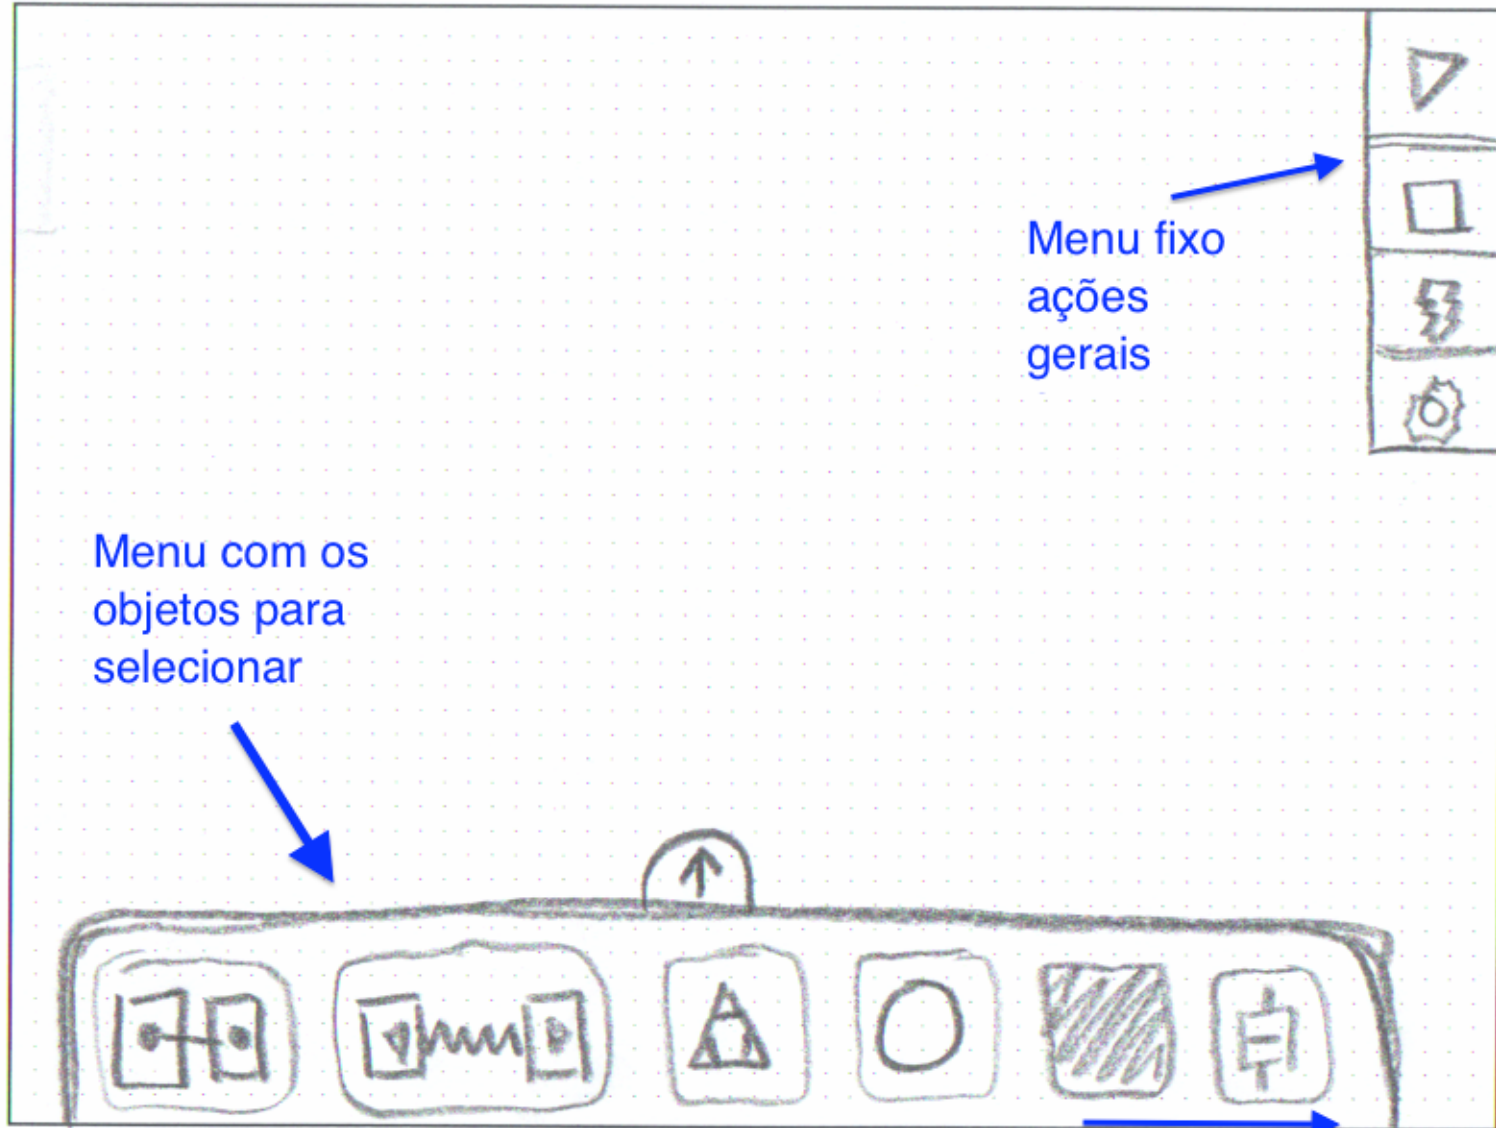 Menu fixo
ações
gerais
Menu com os
objetos para
selecionar